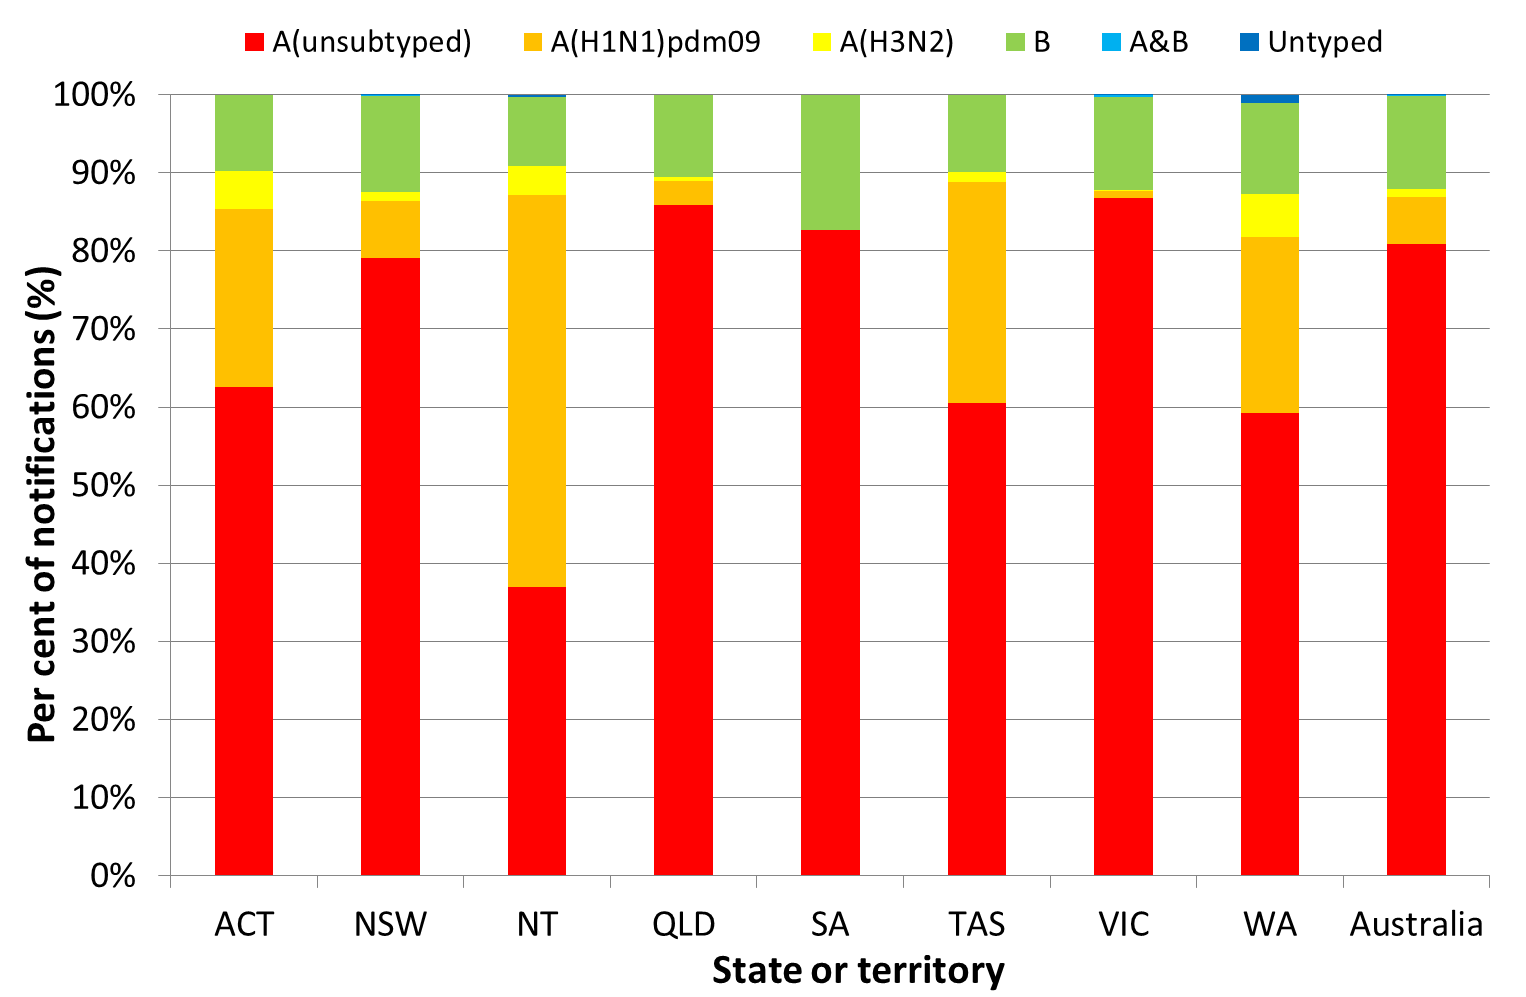 A(unsubtyped) A(H1N1)pdm09 A(H3N2) B A&B Untyped
Per cent of notifications (%)
100%
90%
80%
70%
60%
50%
40%
30%
20%
10%
0%
ACT NSW NT QLD SA TAS VIC WA Australia
State or territory